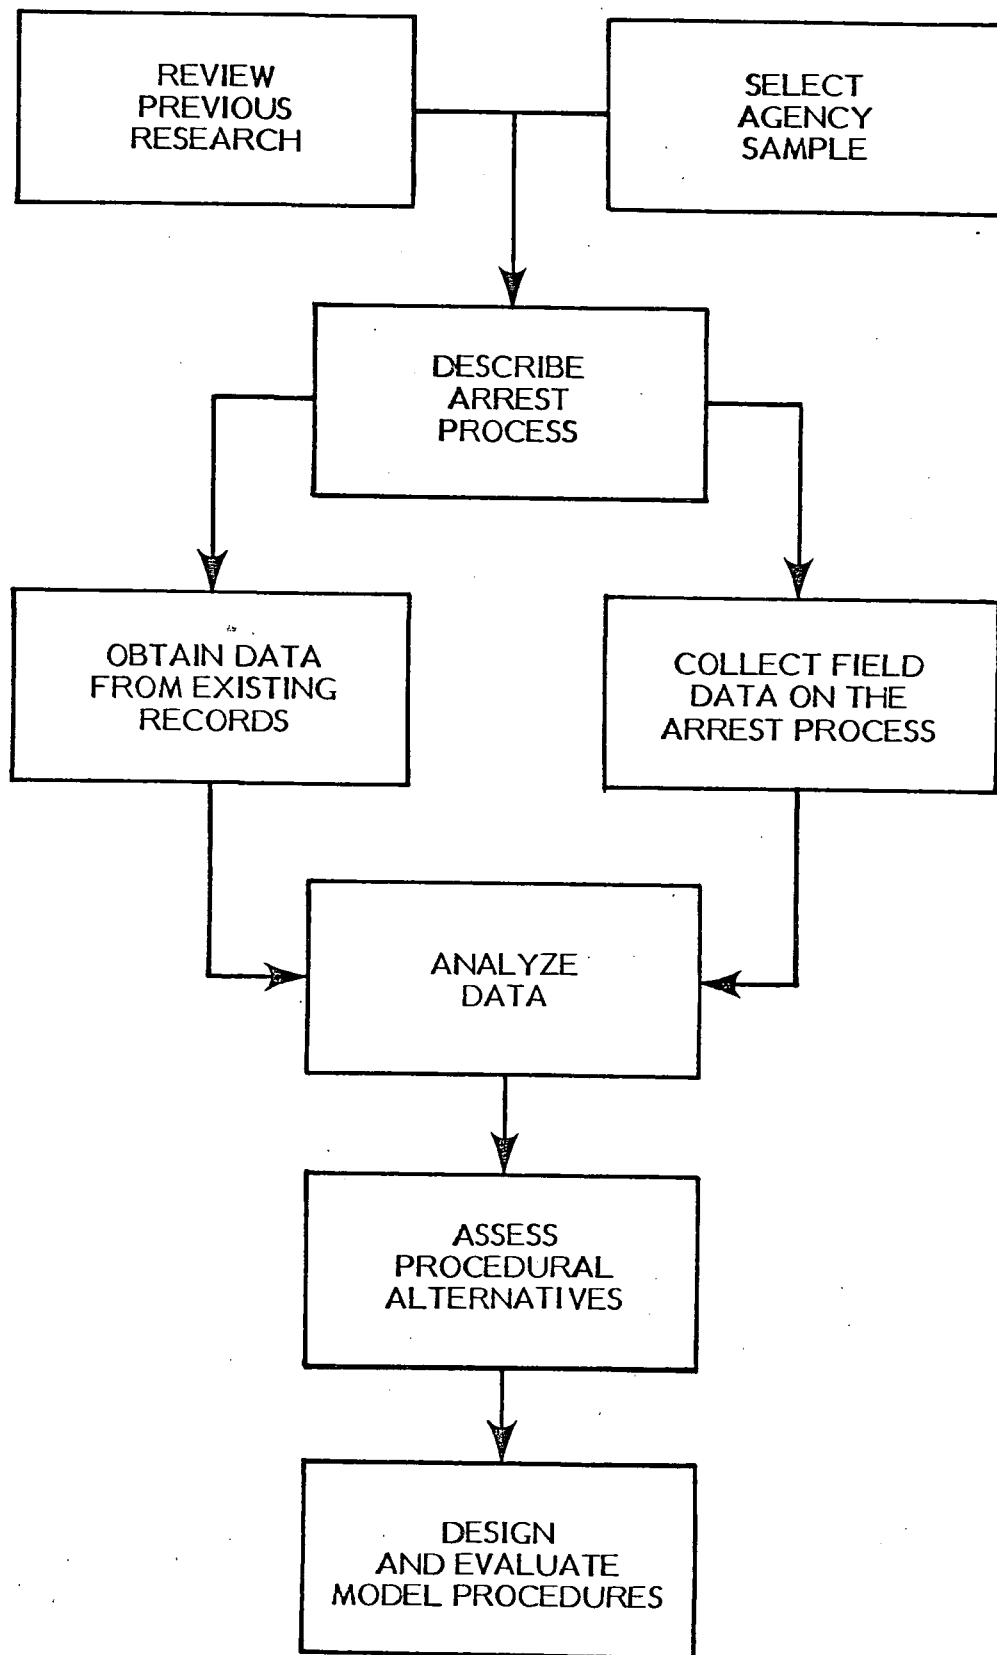 REVIEW
PREVIOUS
RESEARCH
SELECT
AGENCY
SAMPLE
DESCRIBE
ARREST
PROCESS
OBTAIN DATA
FROM EXISTING
RECORDS
COLLECT FIELD
DATA ON THE
ARREST PROCESS
ANALYZE
DATA
ASSESS
PROCEDURAL
ALTERNATIVES
DESIGN
AND EVALUATE
MODEL PROCEDURES